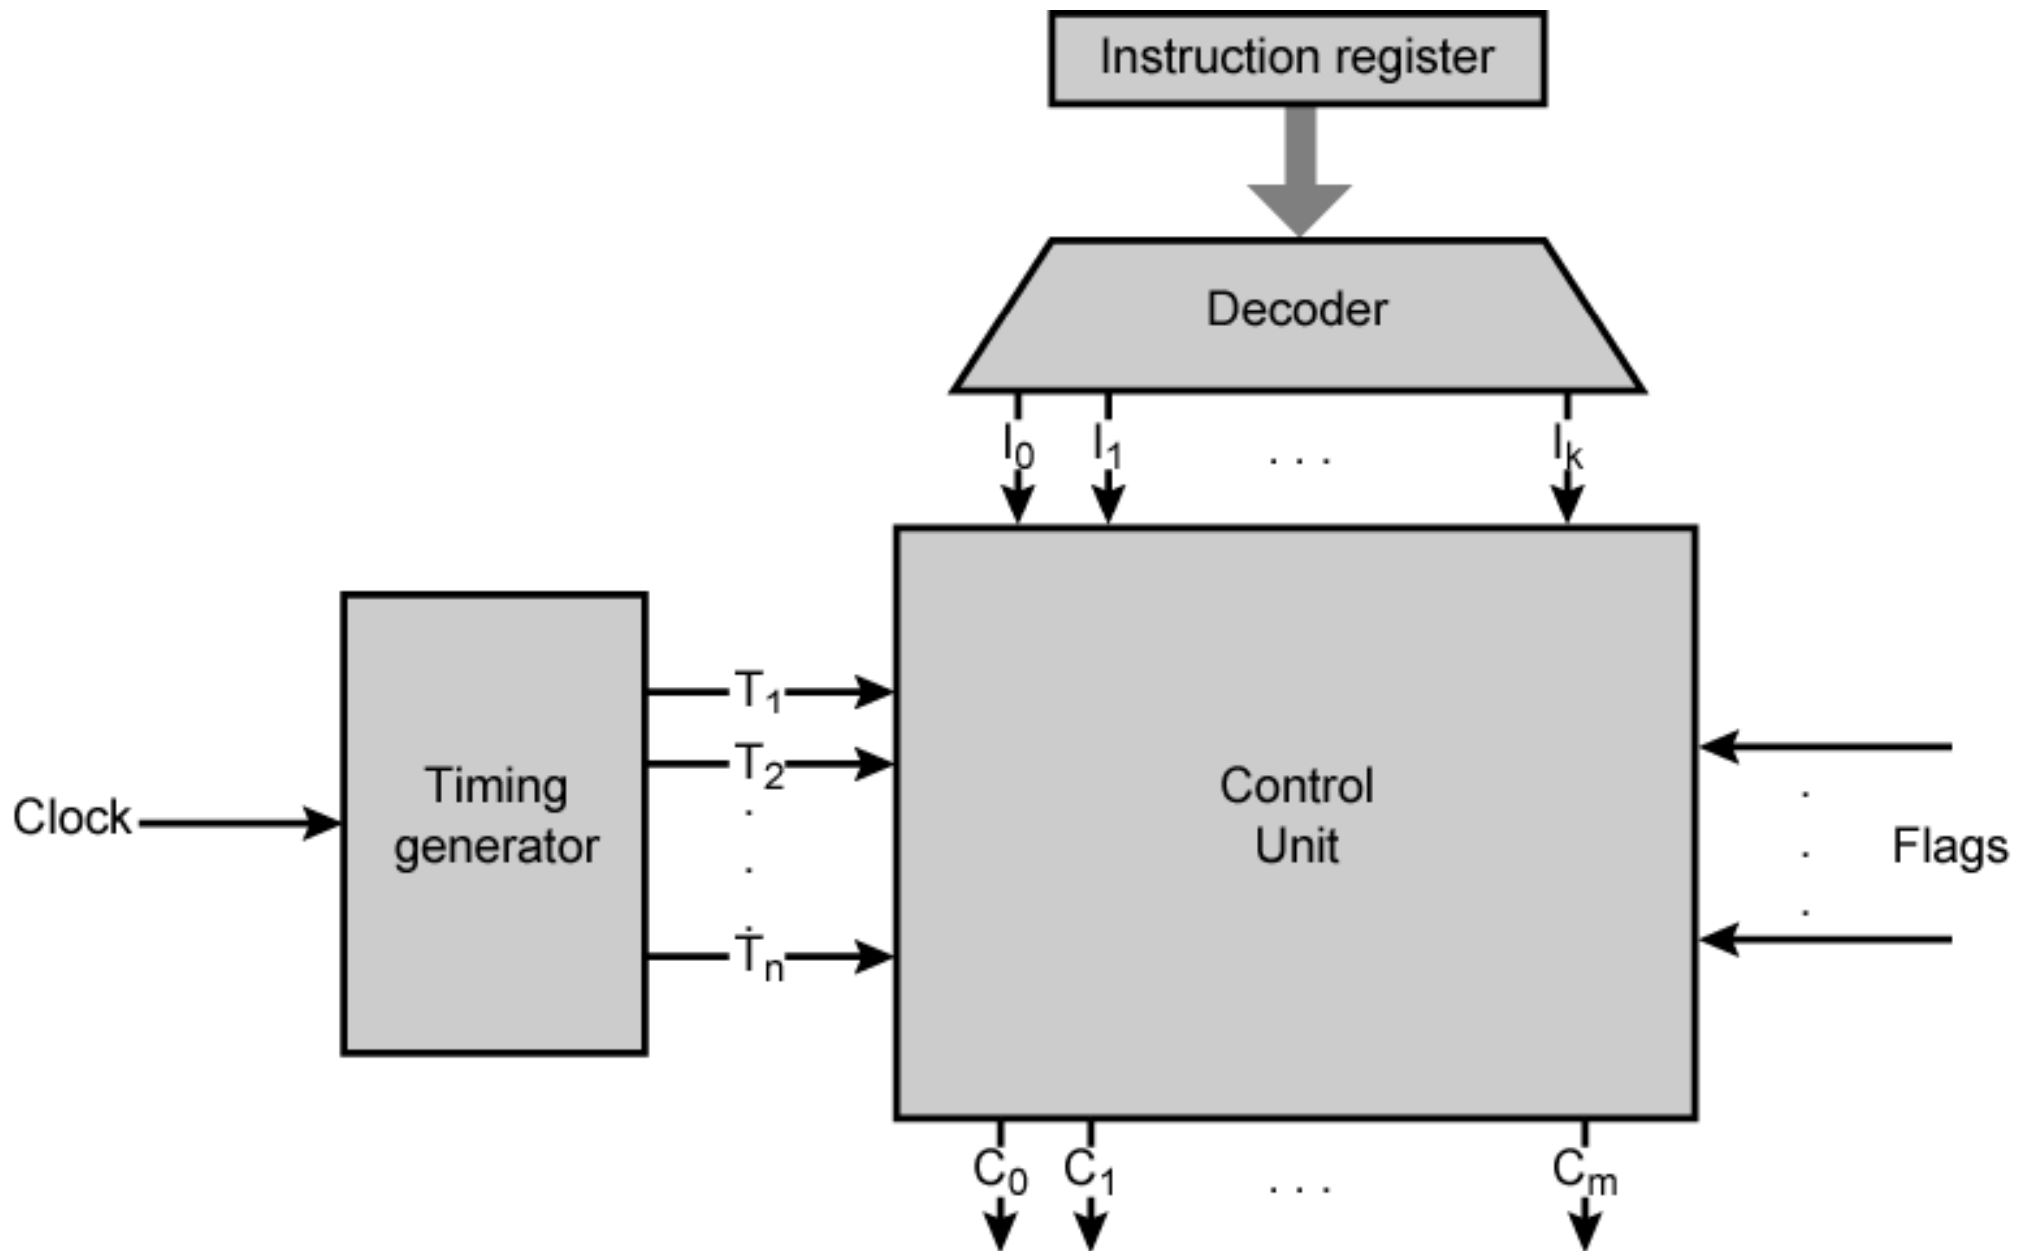 Instruction register
Decoder
I0 I1 . . . Ik
T1
T2
.
.
.
Tn
Clock
Timing
generator
Control
Unit
.
.
.
Flags
C0 C1 . . . Cm